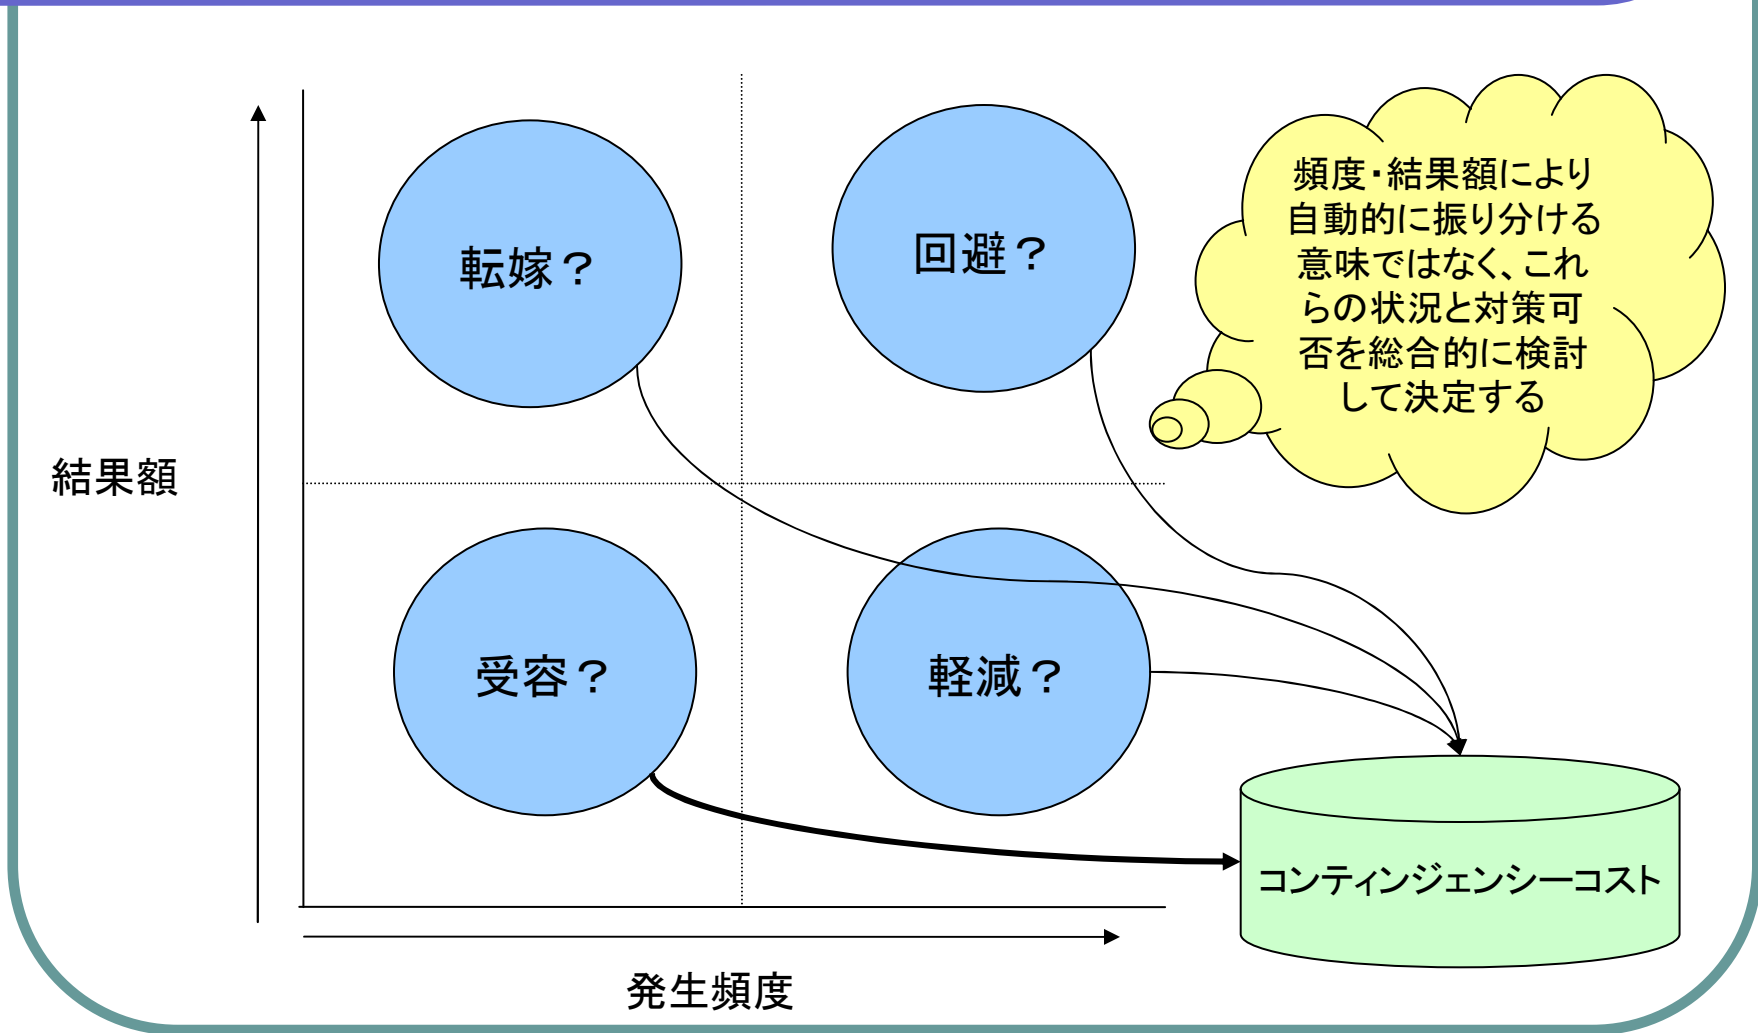 転嫁？
回避？
頻度・結果額により
自動的に振り分ける
意味ではなく、これ
らの状況と対策可
否を総合的に検討
して決定する
結果額
受容？
軽減？
コンティンジェンシーコスト
発生頻度